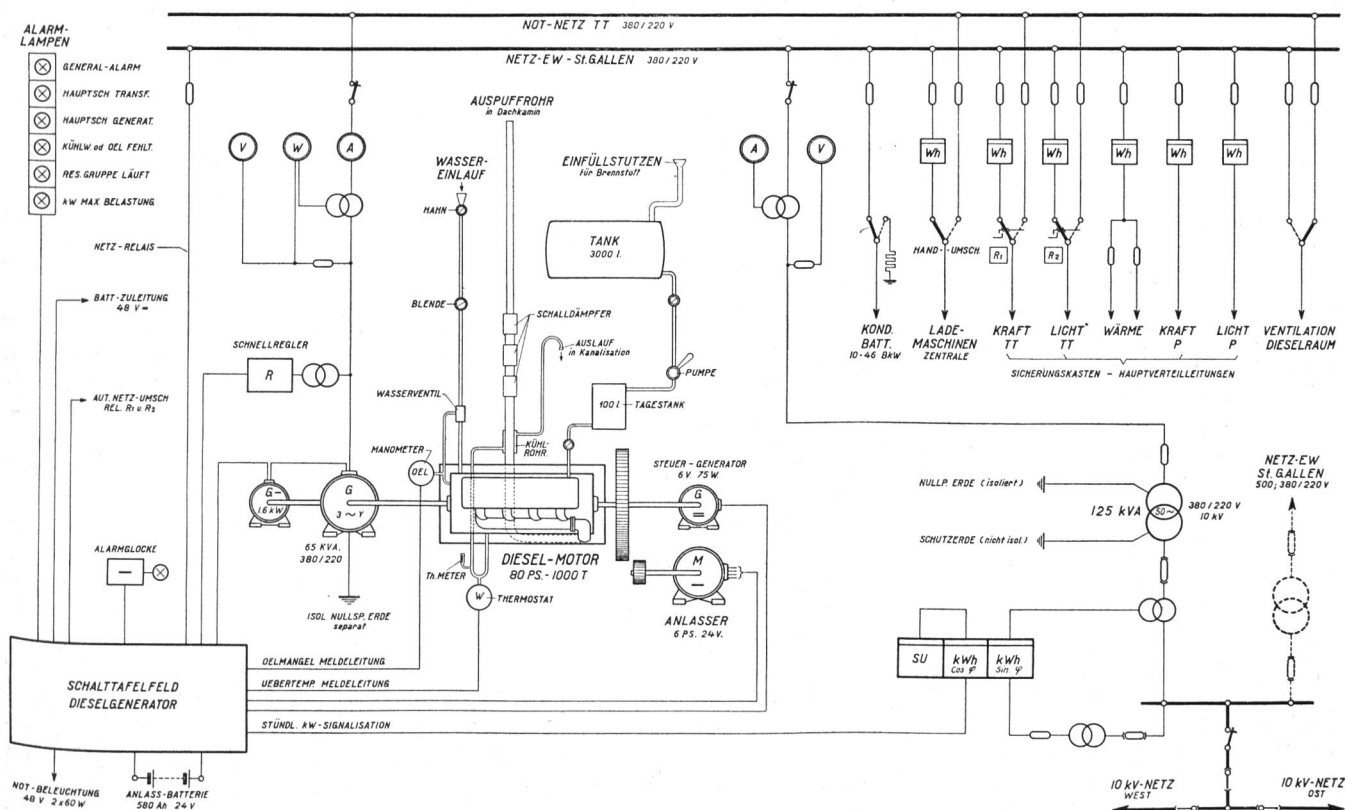 NOT-NETZ TT 380/220 V
NETZ-EW-St.GALLEN 380/220 V
ALARM-
LAMPEN
GENERAL-ALARM
HAUPTSCH TRANSF.
HAUPTSCH GENERAT.
KÜHLW. od OEL FEHLT.
RES. GRUPPE LÄUFT
kW MAX BELASTUNG
NETZ-RELAIS
BATT-ZULEITUNG
48 V =
SCHNELLREGLER
R
AUT. NETZ-UMSCH
REL. R1 u. R2
V
W
A
AUSPUFFROHR
in Dachkamin
WASSER-
EINLAUF
HAHN
BLENDE
EINFÜLLSTUTZEN
für Brennstoff
TANK
3000 l.
SCHALLDÄMPFER
AUSLAUF
in Kanalisation
PUMPE
100 l
TAGESTANK
WASSERVENTIL
MANOMETER
OEL
KÜHL-
ROHR
G -
1.6 kW
G
3 ~ Y
65 KVA.
380/220
ISOL NULLSP. ERDE
separat
ALARMGLOCKE
Th. METER
W
THERMOSTAT
DIESEL-MOTOR
80 PS. - 1000 T
STEUER-GENERATOR
6 V 75 W.
G
M
ANLASSER
6 PS. 24 V.
A
V
Wh
Wh
Wh
Wh
Wh
Wh
HAND-UMSCH.
R1
R2
KOND.
BATT.
10-46 BkW
LADE-
MASCHINEN
ZENTRALE
KRAFT
TT
LICHT
TT
WÄRME
KRAFT
P
LICHT
P
VENTILATION
DIESELRAUM
SICHERUNGSKASTEN - HAUPTVERTEILLEITUNGEN
NULLP. ERDE (isoliert)
125 kVA
50 ~
380/220 V
10 kV
SCHUTZERDE (nicht isol.)
NETZ-EW
St. GALLEN
500; 380/220 V
SU
kWh
Cos φ
kWh
Sin. φ
SCHALTTAFELFELD
DIESELGENERATOR
OELMANGEL MELDELEITUNG
UEBERTEMP. MELDELEITUNG
STÜNDL. kW-SIGNALISATION
NOT-BELEUCHTUNG
48 V 2x60 W
ANLASS-BATTERIE
580 Ah 24 V
10 kV-NETZ
WEST
10 kV-NETZ
OST